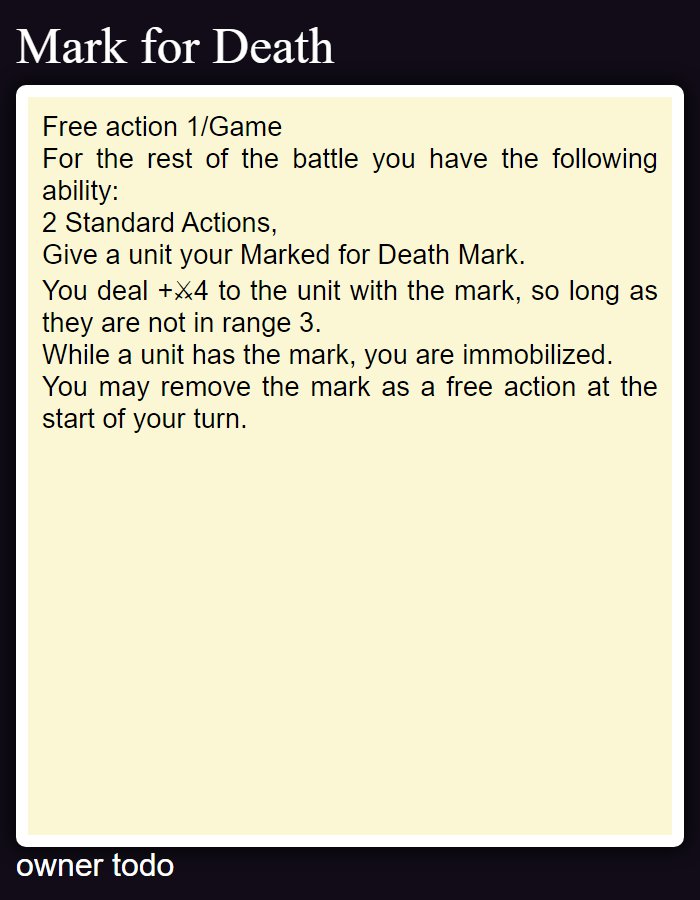 Mark for Death
Free action 1/Game
For the rest of the battle you have the following
ability:
2 Standard Actions,
Give a unit your Marked for Death Mark.
You deal +⚔4 to the unit with the mark, so long as
they are not in range 3.
While a unit has the mark, you are immobilized.
You may remove the mark as a free action at the
start of your turn.
owner todo